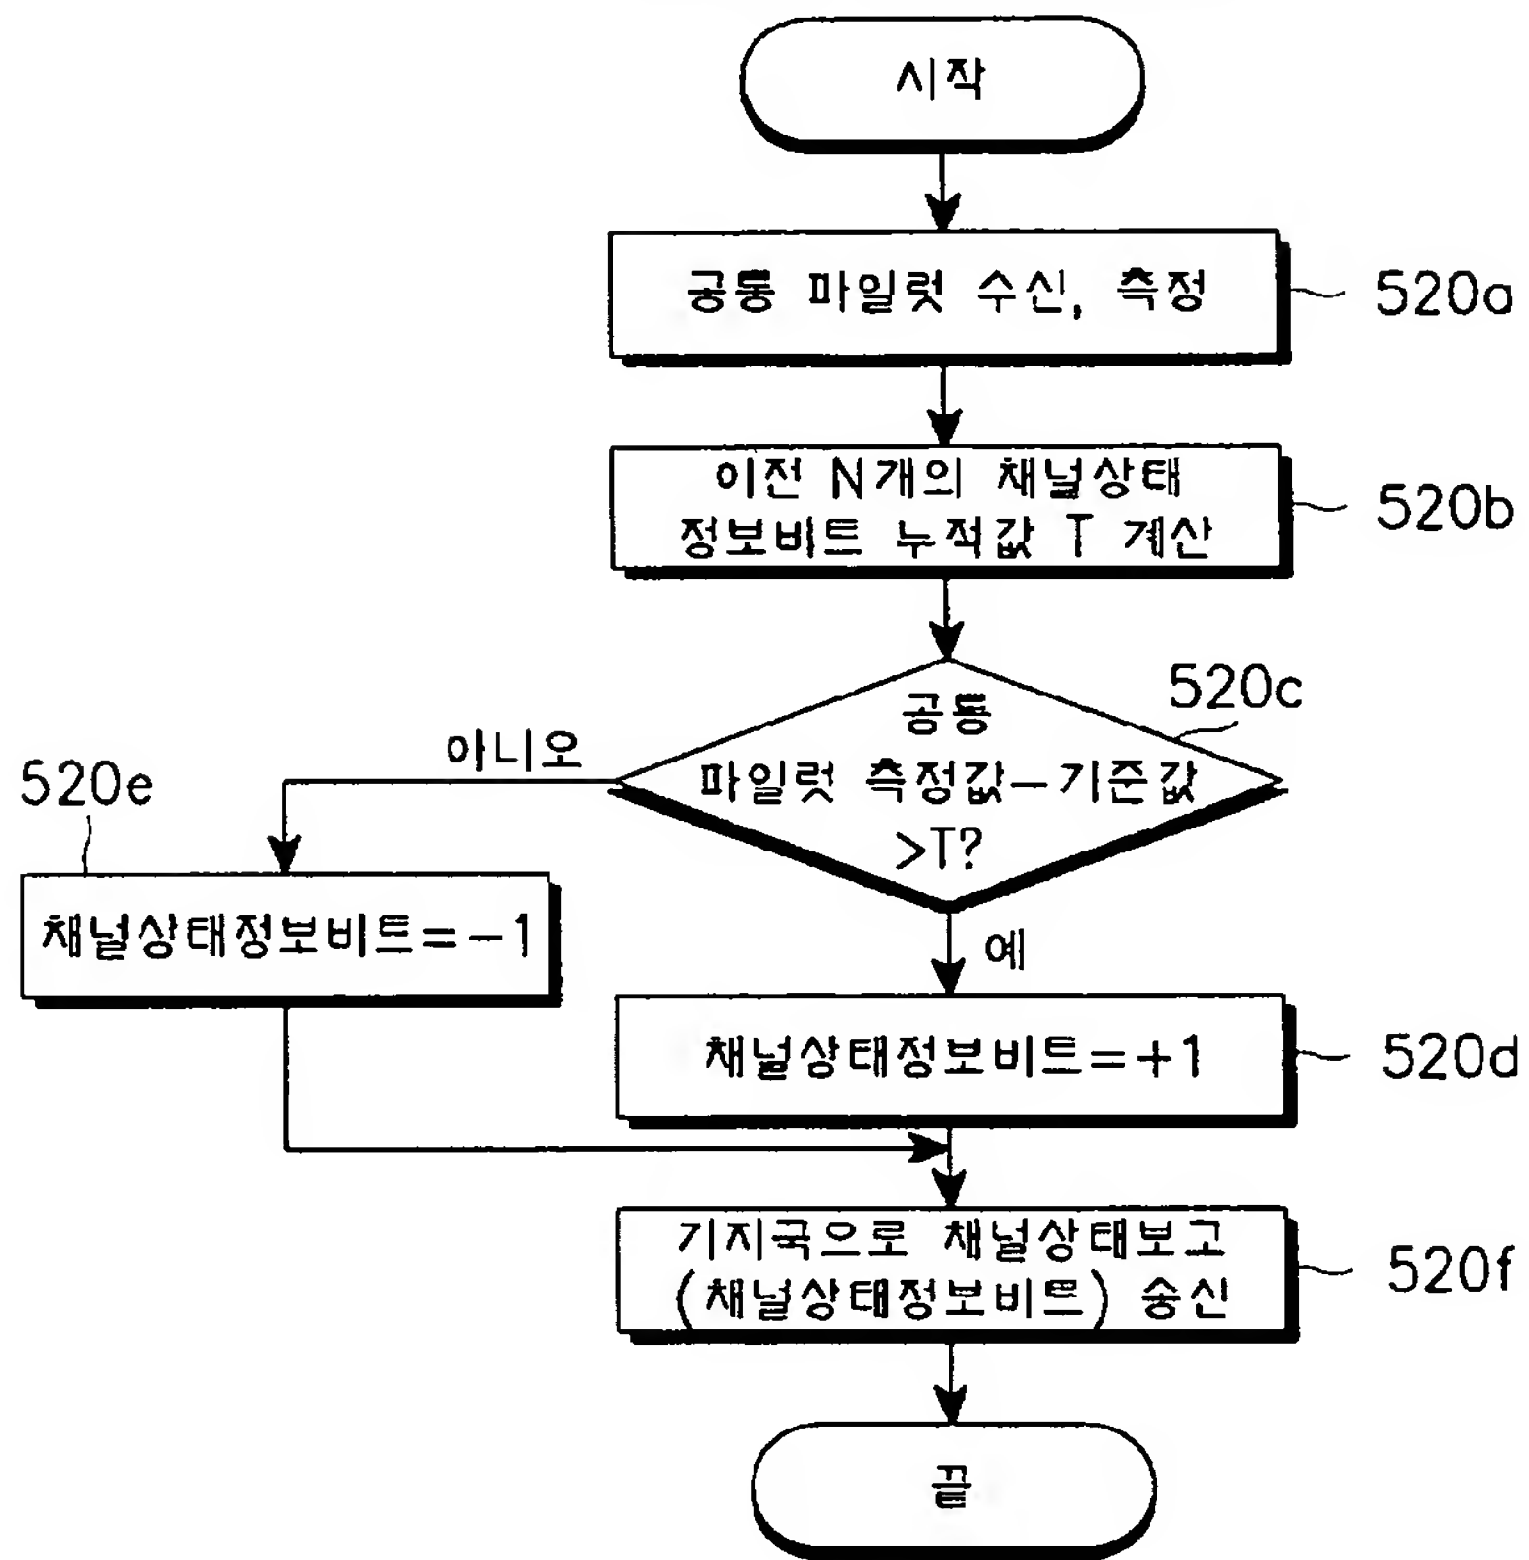 시작
공통 파일럿 수신, 측정
520a
이전 N개의 채널상태
정보비트 누적값 T 계산
520b
520c
공통
파일럿 측정값-기준값
>T?
아니오
520e
채널상태정보비트=-1
예
채널상태정보비트=+1
520d
기지국으로 채널상태보고
(채널상태정보비트) 송신
520f
끝